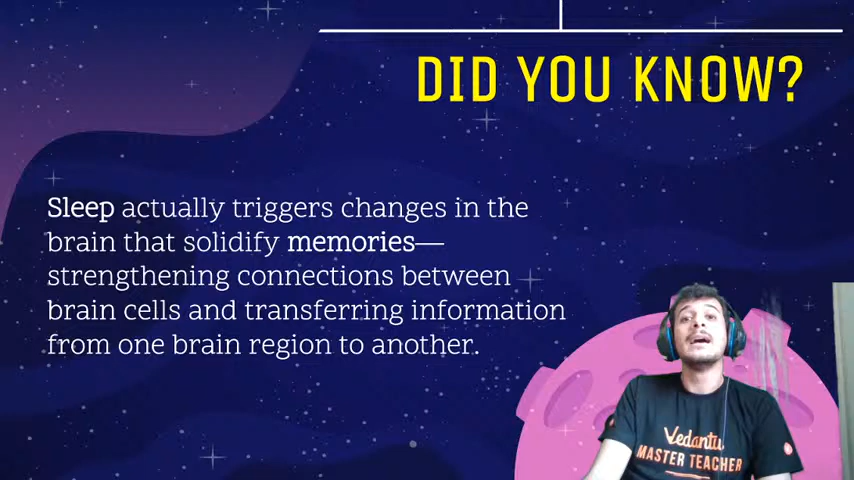 DID YOU KNOW?
Sleep actually triggers changes in the
brain that solidify memories—
strengthening connections between
brain cells and transferring information
from one brain region to another.
Vedantu
MASTER TEACHER